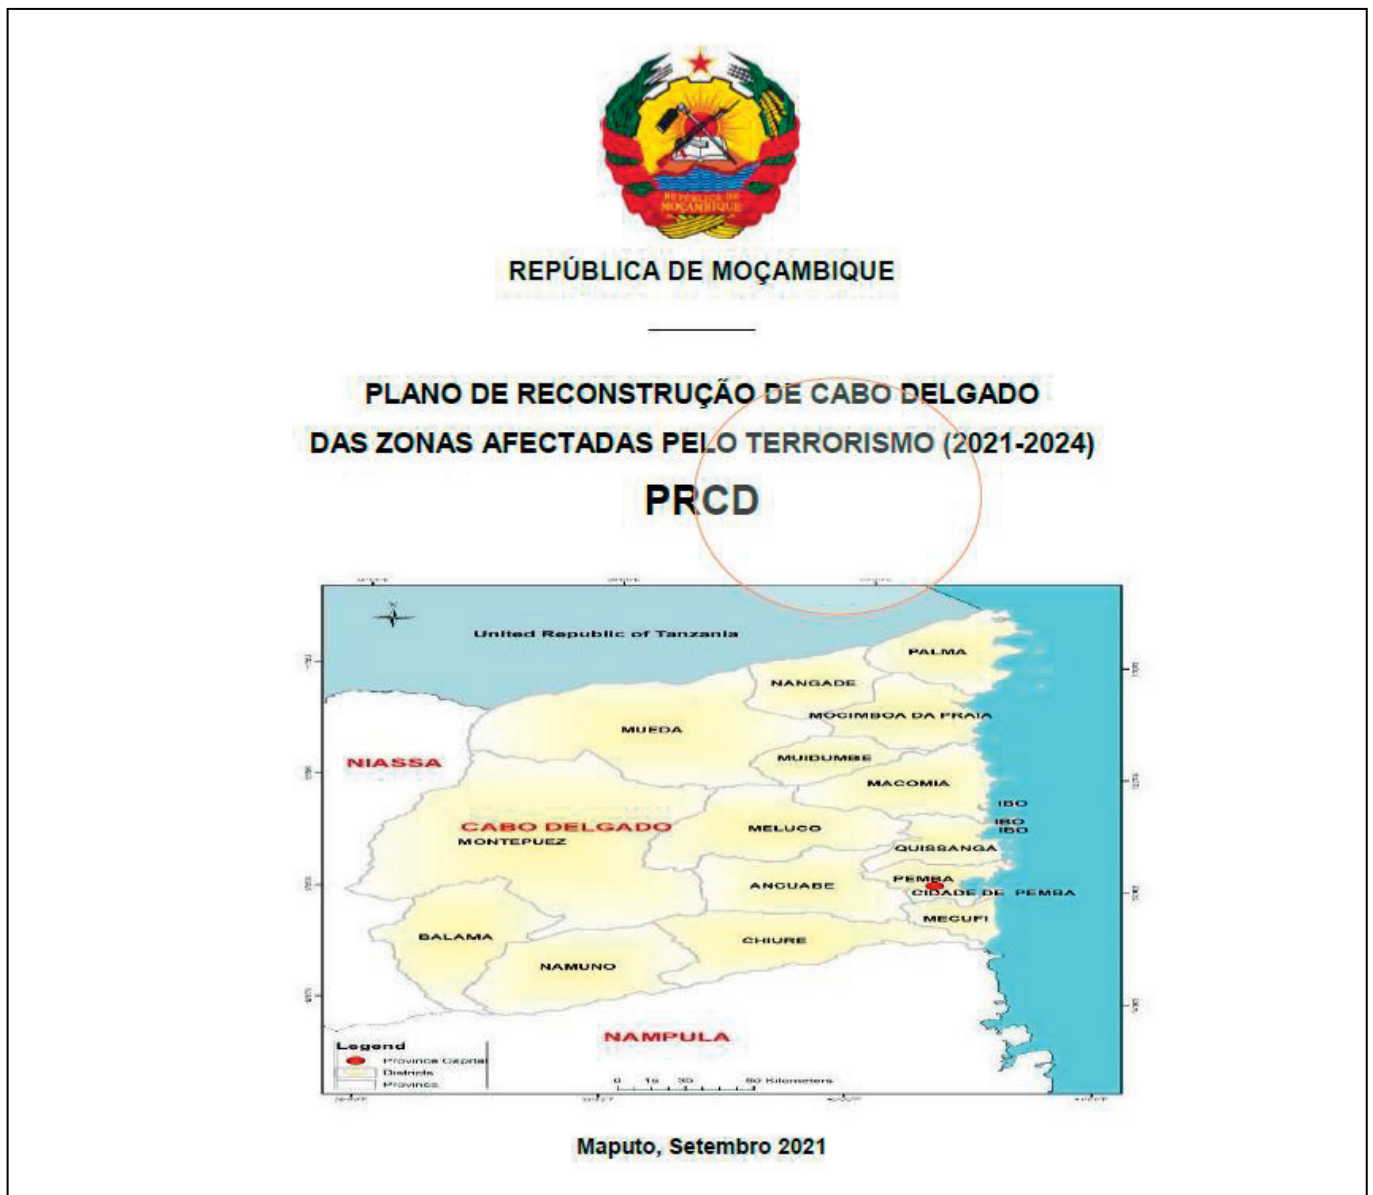 REPÚBLICA DE
MOÇAMBIQUE
REPÚBLICA DE MOÇAMBIQUE
PLANO DE RECONSTRUÇÃO DE CABO DELGADO
DAS ZONAS AFECTADAS PELO TERRORISMO (2021-2024)
PRCD
United Republic of Tanzania
PALMA
NANGADE
MOCIMBOA DA PRAIA
MUEDA
MUIDUMBE
NIASSA
MACOMIA
IBO
IBO
IBO
CABO DELGADO
MELUCO
MONTEPUEZ
QUISSANGA
PEMBA
ANCUABE
CIDADE DE PEMBA
MECUFI
BALAMA
CHIURE
NAMUNO
NAMPULA
Legend
Province Capital
Districts
Province
0 15 30 60 Kilometers
Maputo, Setembro 2021